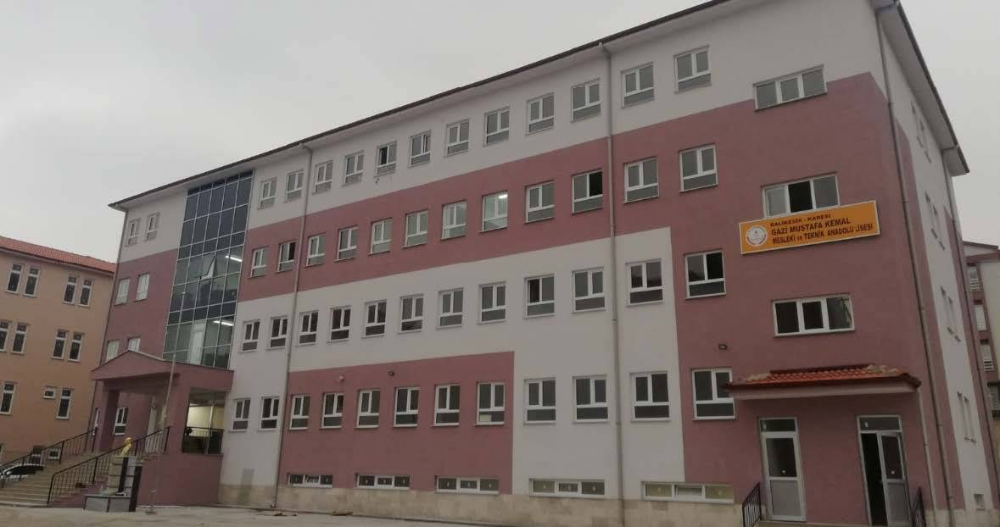 BALIKESİR - KARESİ
GAZİ MUSTAFA KEMAL
MESLEKİ ve TEKNİK ANADOLU LİSESİ